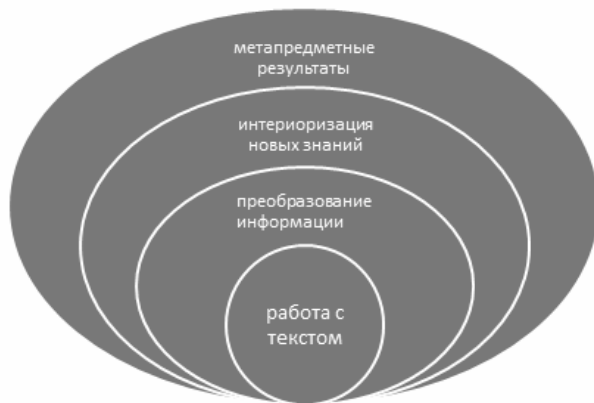 метапредметные
результаты
интериоризация
новых знаний
преобразование
информации
работа с
текстом